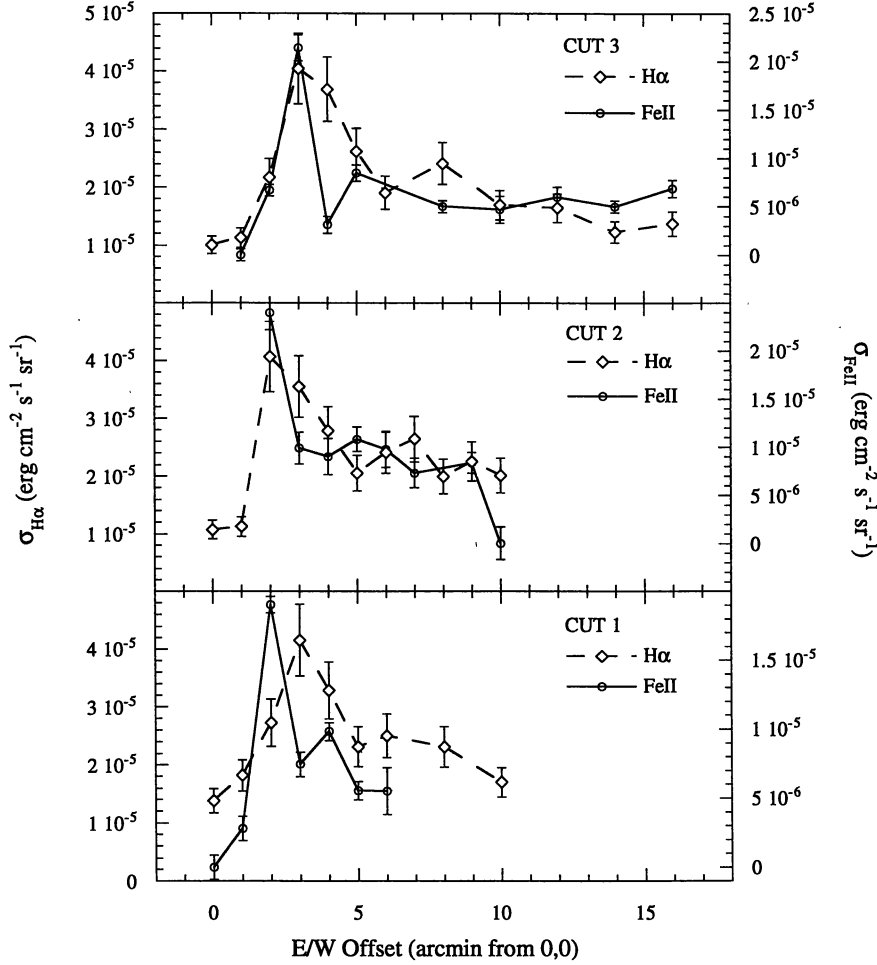 5 10-5
4 10-5
3 10-5
2 10-5
1 10-5
2.5 10-5
2 10-5
1.5 10-5
1 10-5
5 10-6
0
CUT 3
Hα
FeII
4 10-5
3 10-5
2 10-5
1 10-5
2 10-5
1.5 10-5
1 10-5
5 10-6
0
CUT 2
Hα
FeII
σHα (erg cm-2 s-1 sr-1)
σFeII (erg cm-2 s-1 sr-1)
4 10-5
3 10-5
2 10-5
1 10-5
0
1.5 10-5
1 10-5
5 10-6
0
CUT 1
Hα
FeII
0 5 10 15
E/W Offset (arcmin from 0,0)